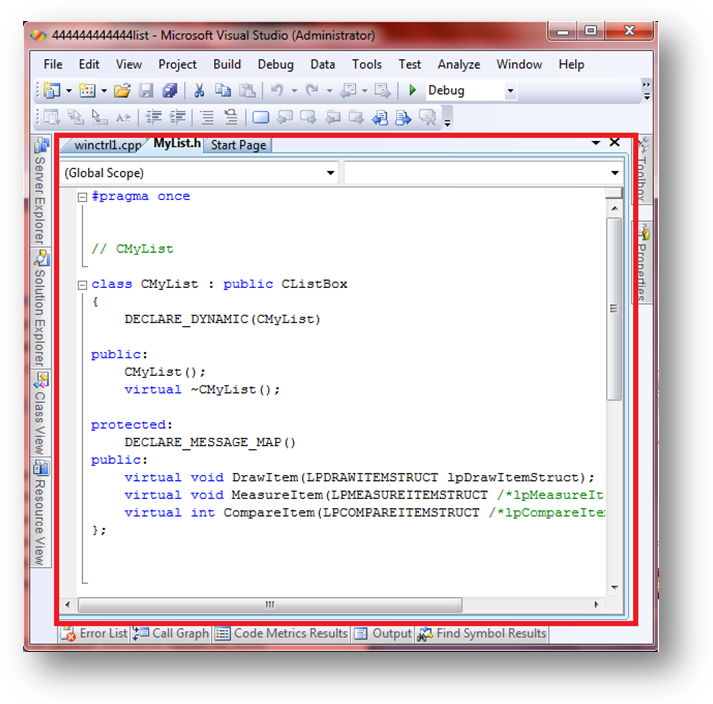 444444444444list - Microsoft Visual Studio (Administrator)
File Edit View Project Build Debug Data Tools Test Analyze Window Help
Debug
winctrl1.cpp MyList.h Start Page
(Global Scope)
#pragma once
// CMyList
class CMyList : public CListBox
{
DECLARE_DYNAMIC(CMyList)
public:
CMyList();
virtual ~CMyList();
protected:
DECLARE_MESSAGE_MAP()
public:
virtual void DrawItem(LPDRAWITEMSTRUCT lpDrawItemStruct);
virtual void MeasureItem(LPMEASUREITEMSTRUCT /*lpMeasureIt
virtual int CompareItem(LPCOMPAREITEMSTRUCT /*lpCompareIte
};
Server Explorer
Solution Explorer
Class View
Resource View
Toolbox
Properties
Error List Call Graph Code Metrics Results Output Find Symbol Results